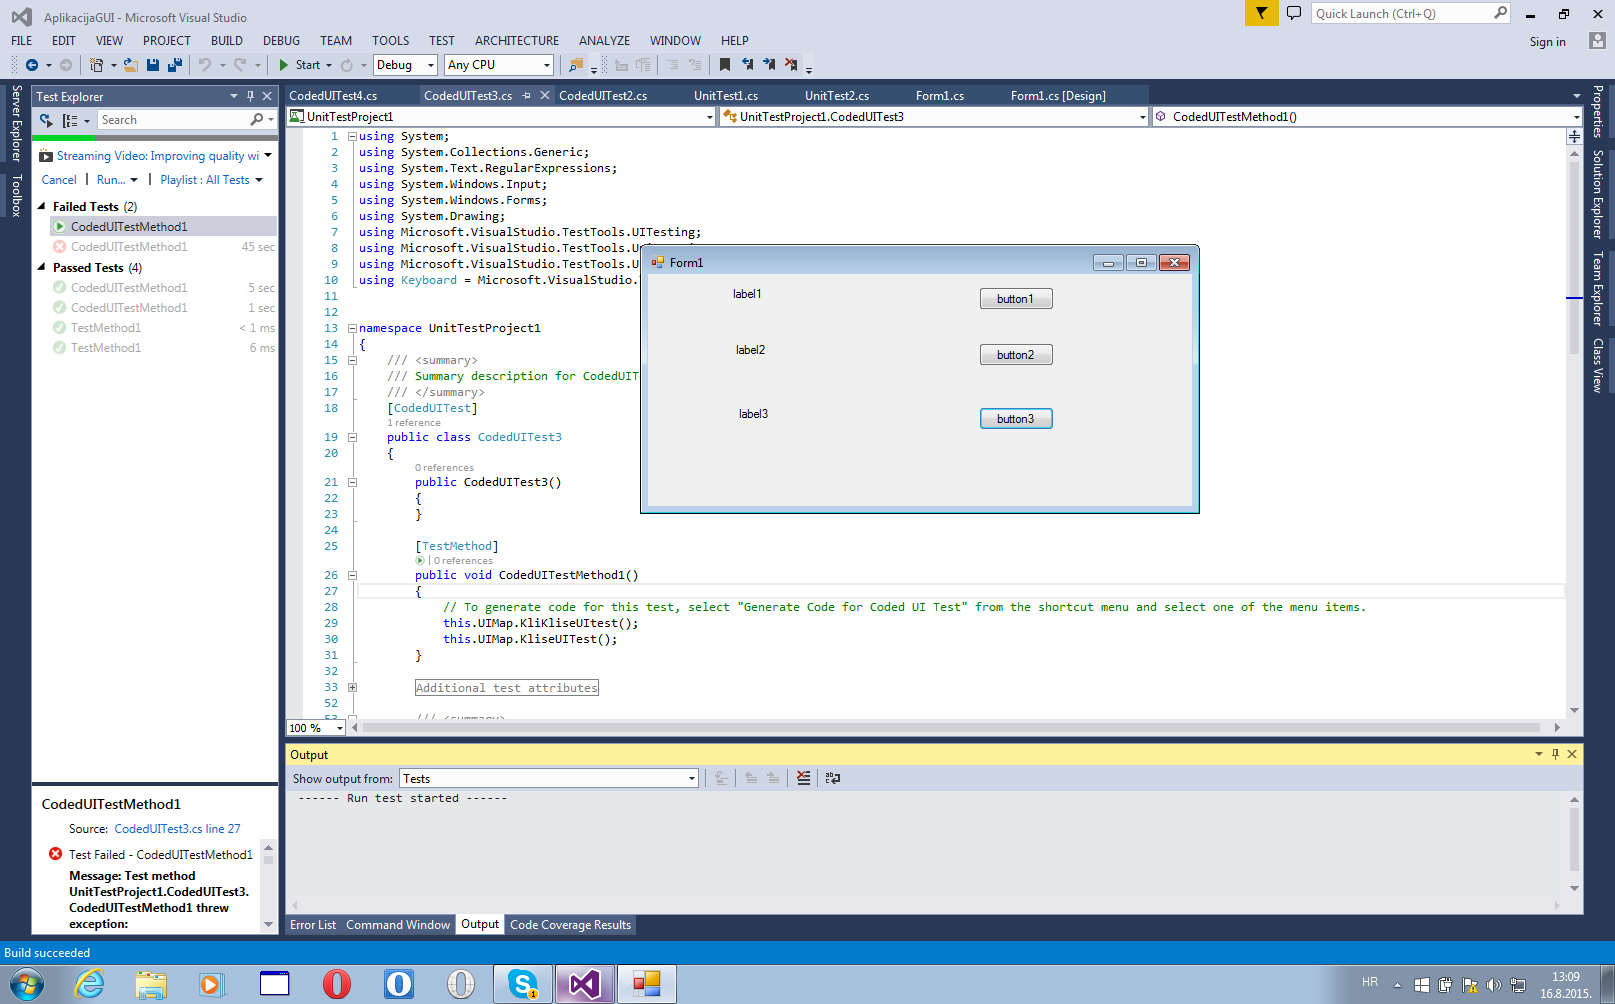 AplikacijaGUI - Microsoft Visual Studio
Quick Launch (Ctrl+Q)
FILE EDIT VIEW PROJECT BUILD DEBUG TEAM TOOLS TEST ARCHITECTURE ANALYZE WINDOW HELP
Sign in
Start Debug Any CPU
Server Explorer
Toolbox
Test Explorer
Search
Streaming Video: Improving quality wi
Cancel | Run... | Playlist : All Tests
Failed Tests (2)
CodedUITestMethod1
CodedUITestMethod1 45 sec
Passed Tests (4)
CodedUITestMethod1 5 sec
CodedUITestMethod1 1 sec
TestMethod1 < 1 ms
TestMethod1 6 ms
CodedUITestMethod1
Source: CodedUITest3.cs line 27
Test Failed - CodedUITestMethod1
Message: Test method
UnitTestProject1.CodedUITest3.
CodedUITestMethod1 threw
exception:
CodedUITest4.cs CodedUITest3.cs CodedUITest2.cs UnitTest1.cs UnitTest2.cs Form1.cs Form1.cs [Design]
UnitTestProject1 UnitTestProject1.CodedUITest3 CodedUITestMethod1()
1 using System;
2 using System.Collections.Generic;
3 using System.Text.RegularExpressions;
4 using System.Windows.Input;
5 using System.Windows.Forms;
6 using System.Drawing;
7 using Microsoft.VisualStudio.TestTools.UITesting;
8 using Microsoft.VisualStudio.TestTools.
9 using Microsoft.VisualStudio.TestTools.U
10 using Keyboard = Microsoft.VisualStudio.
11
12
13 namespace UnitTestProject1
14 {
15 /// <summary>
16 /// Summary description for CodedUIT
17 /// </summary>
18 [CodedUITest]
1 reference
19 public class CodedUITest3
20 {
0 references
21 public CodedUITest3()
22 {
23 }
24
25 [TestMethod]
| 0 references
26 public void CodedUITestMethod1()
27 {
28 // To generate code for this test, select "Generate Code for Coded UI Test" from the shortcut menu and select one of the menu items.
29 this.UIMap.KliKliseUItest();
30 this.UIMap.KliseUITest();
31 }
32
33 Additional test attributes
52
53 /// <summary>
100 %
Form1
label1 button1
label2 button2
label3 button3
Properties
Solution Explorer
Team Explorer
Class View
Output
Show output from: Tests
------ Run test started ------
Error List Command Window Output Code Coverage Results
Build succeeded
1
HR
13:09
16.8.2015.